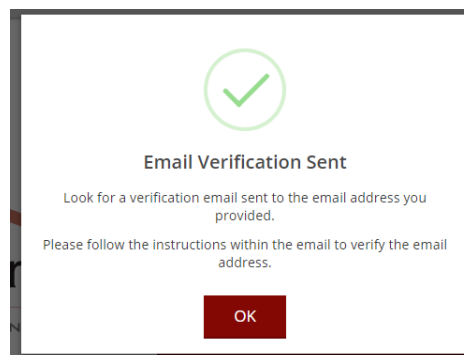 Email Verification Sent
Look for a verification email sent to the email address you
provided.
Please follow the instructions within the email to verify the email
address.
OK